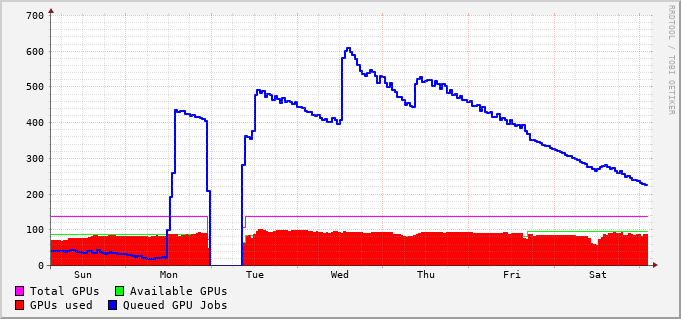 700
600
500
400
300
200
100
0
Sun Mon Tue Wed Thu Fri Sat
Total GPUs Available GPUs
GPUs used Queued GPU Jobs
RRDTOOL / TOBI OETIKER